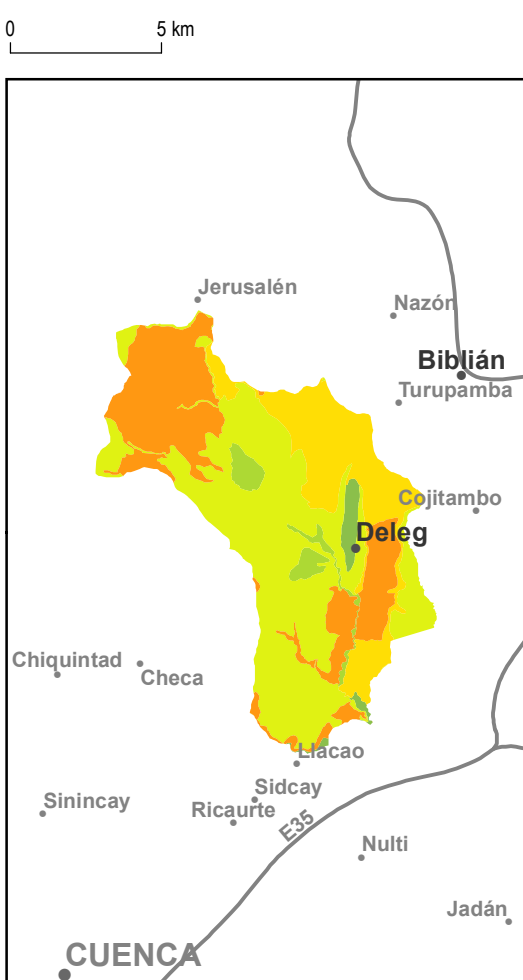 0 5 km
Jerusalén
Nazón
Biblián
Turupamba
Cojitambo
Deleg
Chiquintad
Checa
Llacao
Sidcay
Sinincay
Ricaurte
E35
Nulti
Jadán
CUENCA